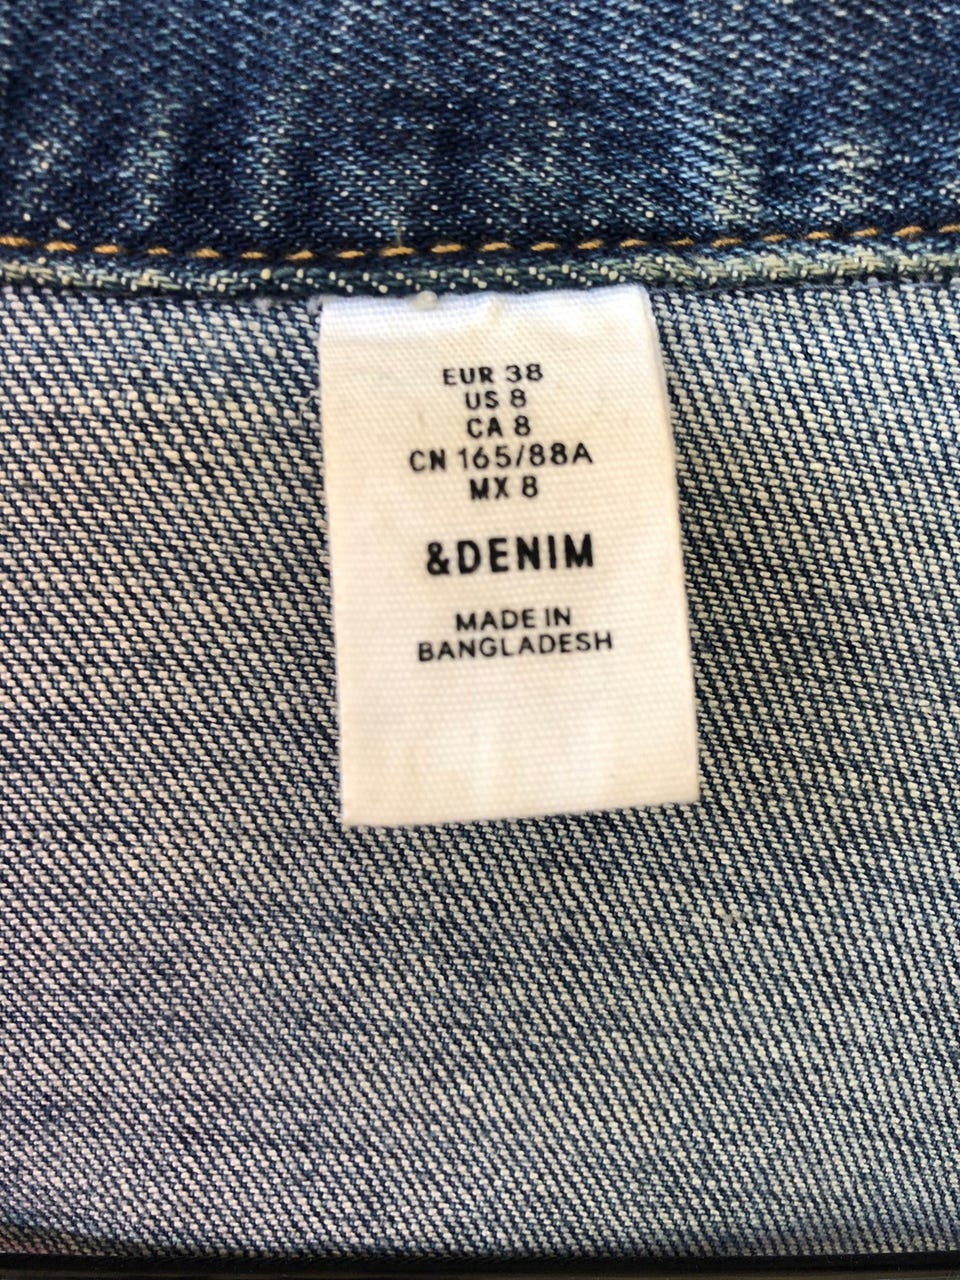 EUR 38
US 8
CA 8
CN 165/88A
MX 8
&DENIM
MADE IN
BANGLADESH